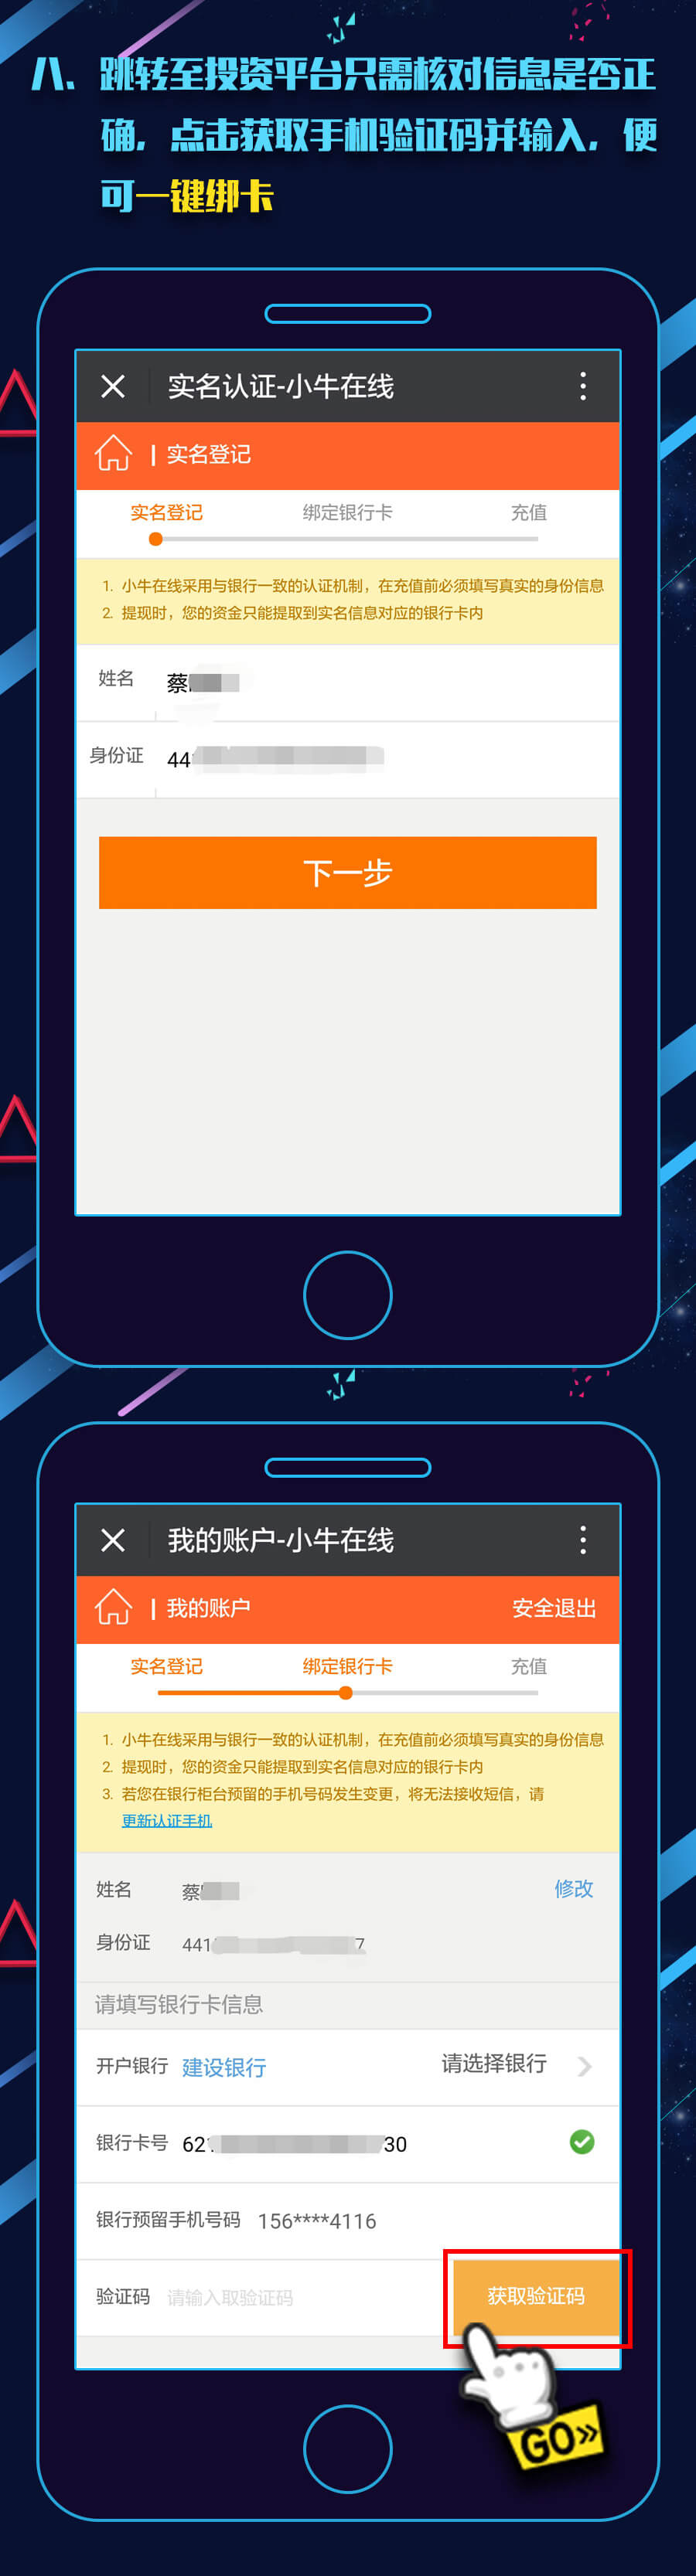 八、跳转至投资平台只需核对信息是否正
确，点击获取手机验证码并输入，便
可一键绑卡
实名认证-小牛在线
实名登记
实名登记 绑定银行卡 充值
1. 小牛在线采用与银行一致的认证机制，在充值前必须填写真实的身份信息
2. 提现时，您的资金只能提取到实名信息对应的银行卡内
姓名 蔡
身份证 44
下一步
我的账户-小牛在线
我的账户 安全退出
实名登记 绑定银行卡 充值
1. 小牛在线采用与银行一致的认证机制，在充值前必须填写真实的身份信息
2. 提现时，您的资金只能提取到实名信息对应的银行卡内
3. 若您在银行柜台预留的手机号码发生变更，将无法接收短信，请
更新认证手机
姓名 蔡 修改
身份证 441 7
请填写银行卡信息
开户银行 建设银行 请选择银行
银行卡号 62 30
银行预留手机号码 156****4116
验证码 请输入取验证码 获取验证码
GO»